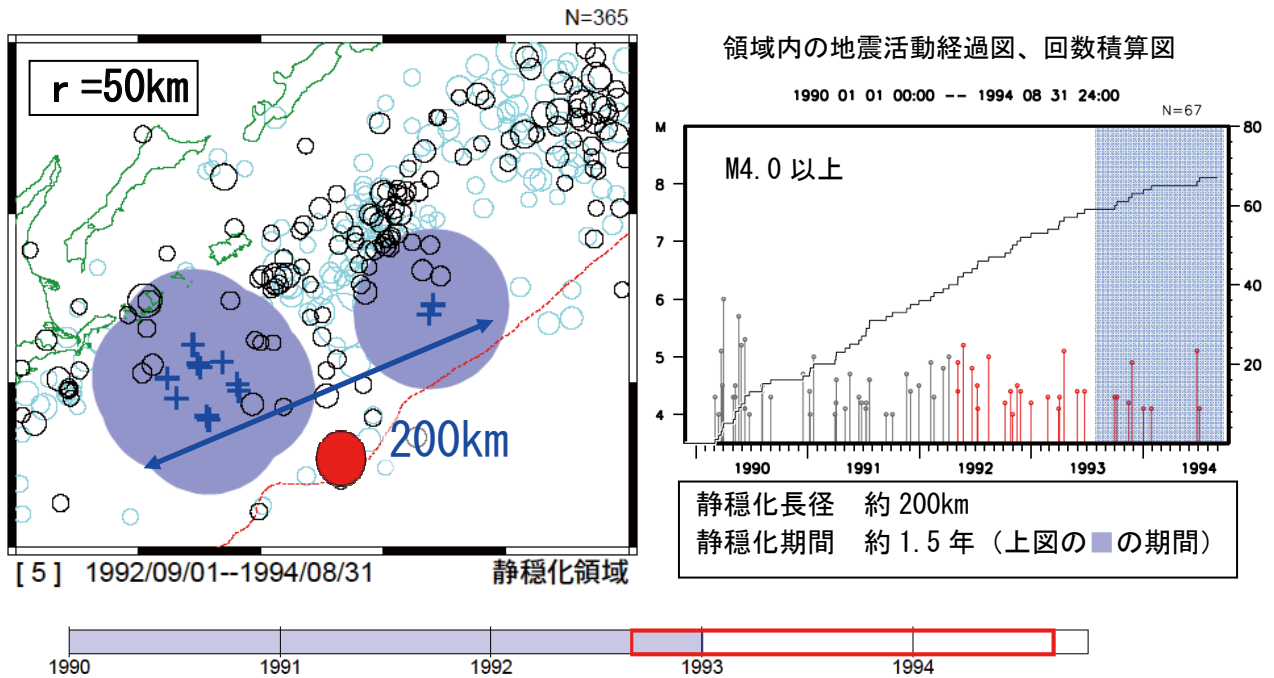 N=365
r=50km
200km
[5] 1992/09/01--1994/08/31 静穏化領域
領域内の地震活動経過図、回数積算図
1990 01 01 00:00 -- 1994 08 31 24:00
N=67
M
80
M4.0 以上
8
7
60
6
40
5
20
4
1990 1991 1992 1993 1994
静穏化長径 約 200km
静穏化期間 約 1.5 年（上図の■の期間）
1990 1991 1992 1993 1994